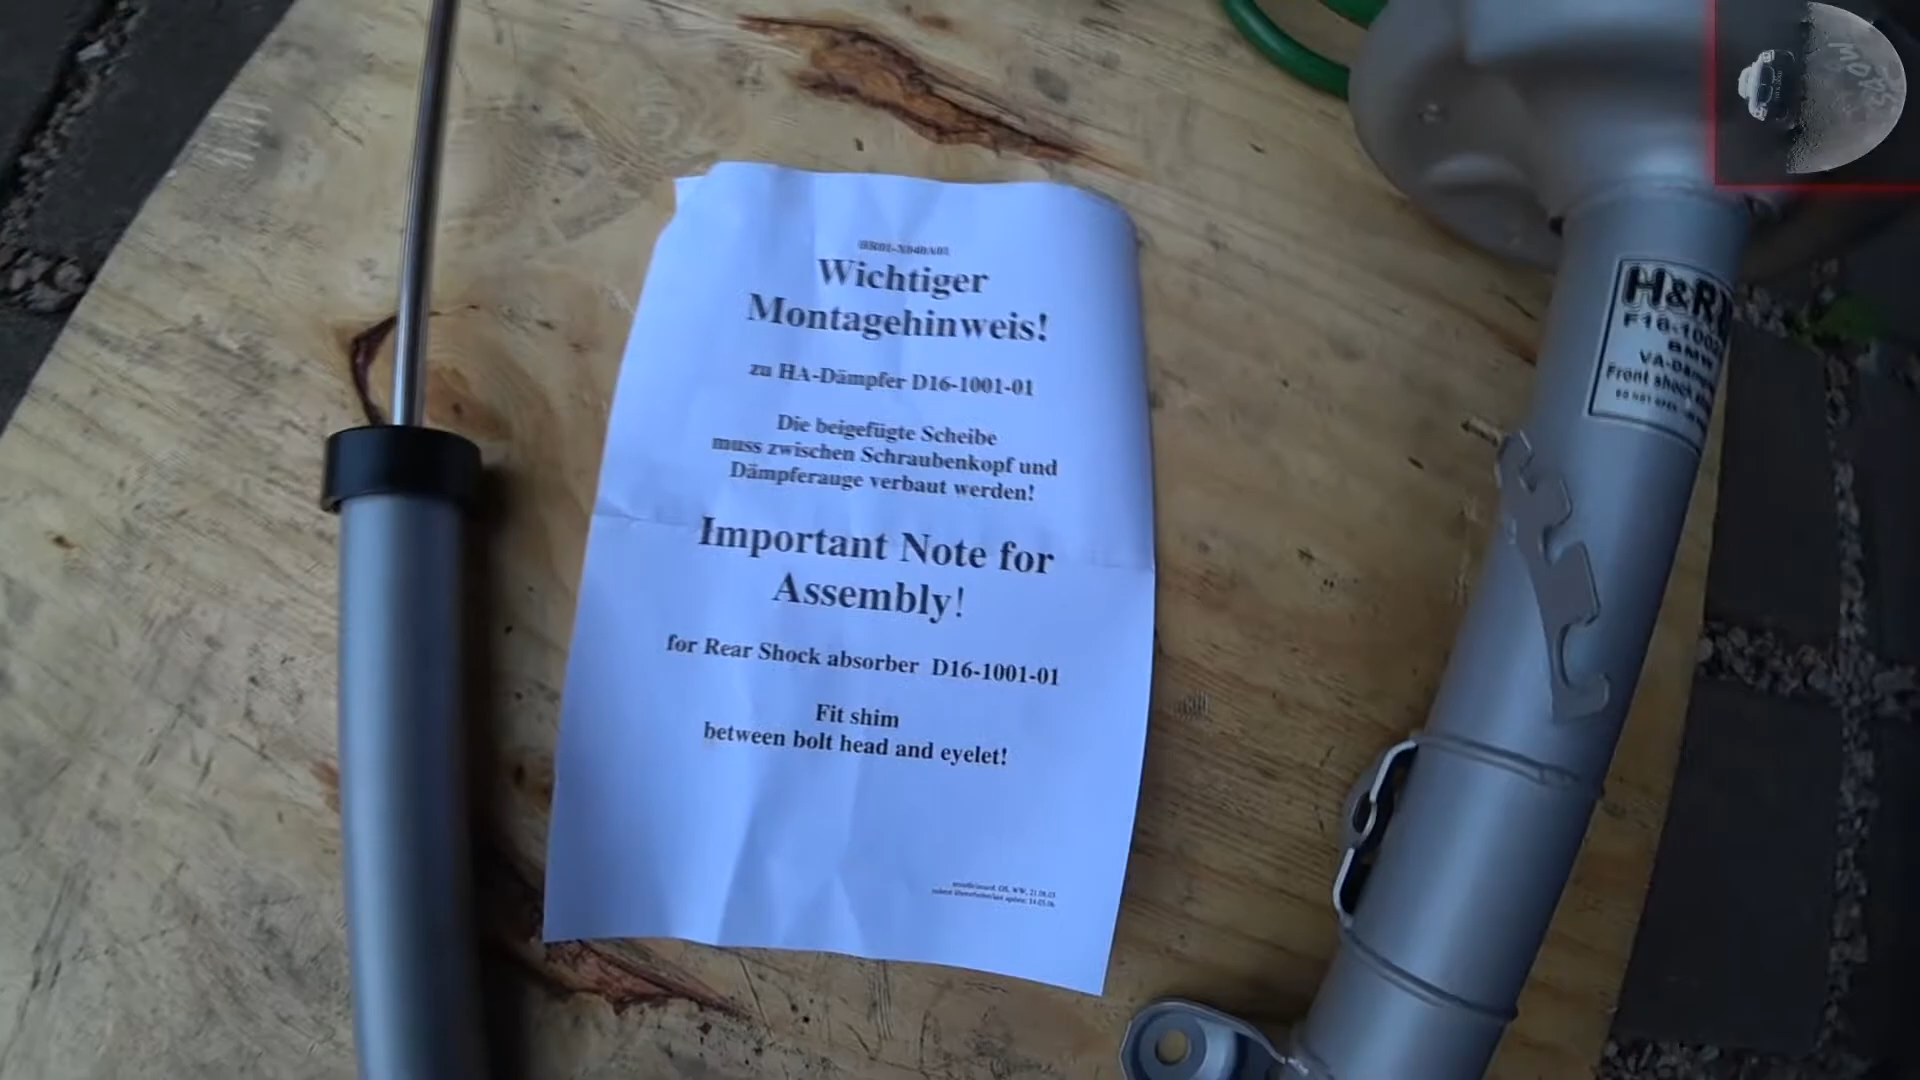 Wichtiger
Montagehinweis!
zu HA-Dämpfer D16-1001-01
Die beigefügte Scheibe
muss zwischen Schraubenkopf und
Dämpferauge verbaut werden!
Important Note for
Assembly!
for Rear Shock absorber D16-1001-01
Fit shim
between bolt head and eyelet!
H&R
BMW
Front shock